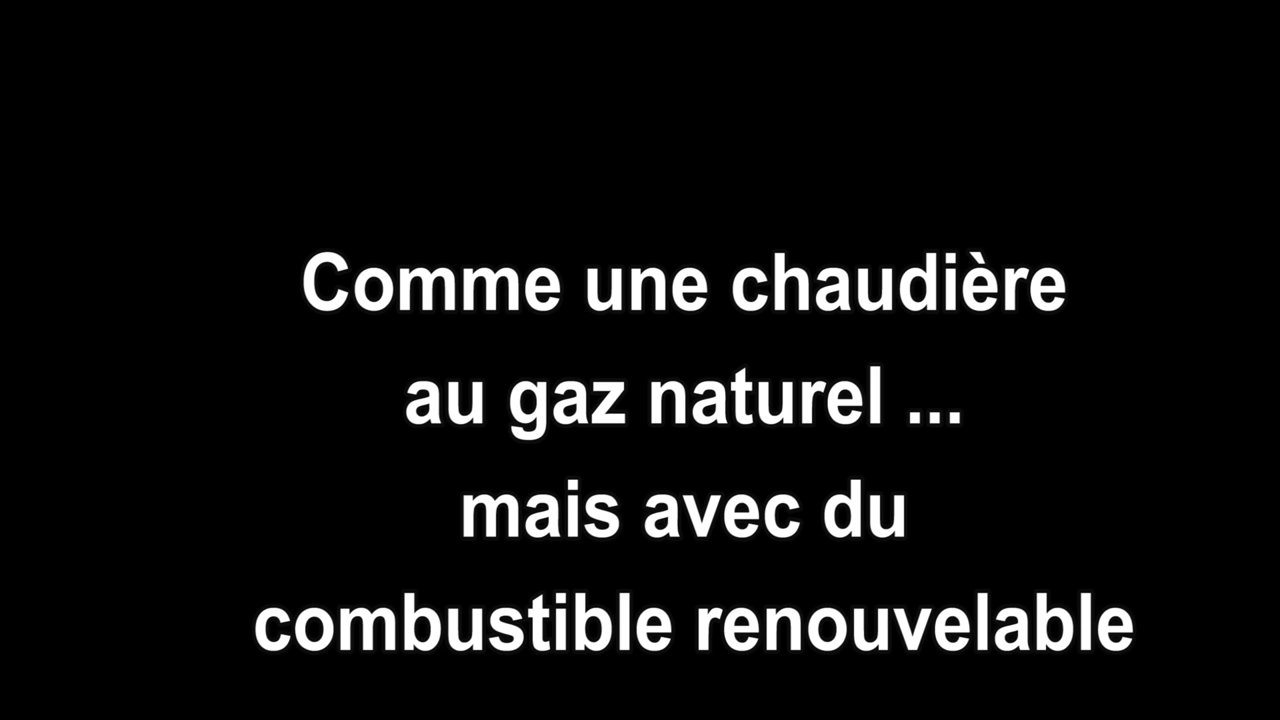 Comme une chaudière
au gaz naturel ...
mais avec du
combustible renouvelable